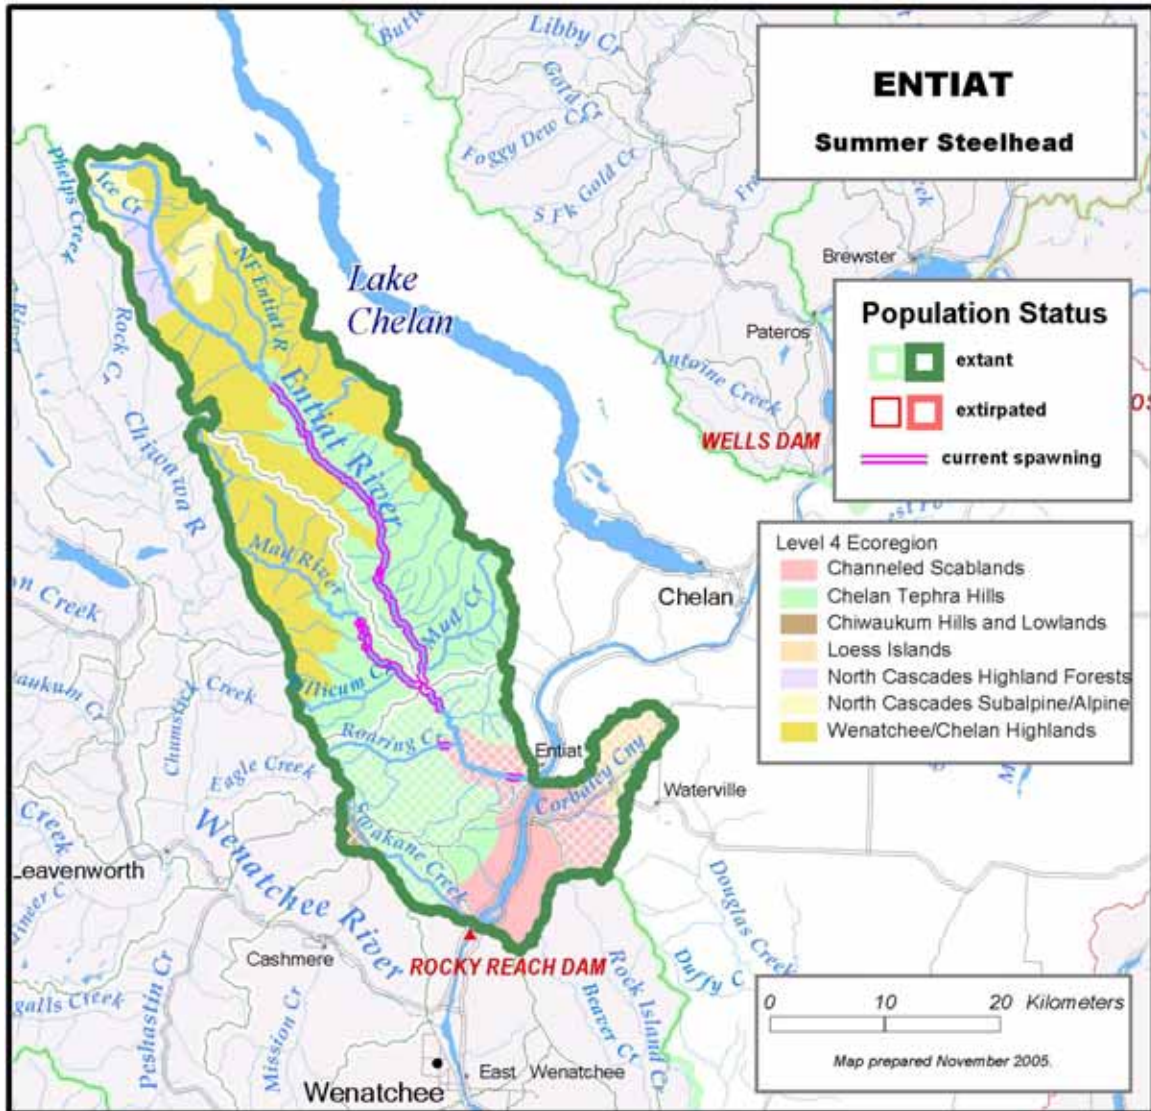 ENTIAT
Summer Steelhead
Libby Cr
Gold Cr
Foggy Dew Cr
S Fk Gold Cr
Phelps Creek
Ice Cr
NF Entiat R
Lake
Chelan
Brewster
Population Status
Pateros
extant
Antoine Creek
extirpated
Rock Cr
Entiat River
WELLS DAM
current spawning
Chiwawa R
Level 4 Ecoregion
Channeled Scablands
Chelan Tephra Hills
Chiwaukum Hills and Lowlands
Loess Islands
North Cascades Highland Forests
North Cascades Subalpine/Alpine
Wenatchee/Chelan Highlands
Mad River
Chelan
Mud Cr
Creek
Chumstick Creek
Roaring Cr
Entiat
Eagle Creek
Corbaley Cny
Waterville
Creek
Wenatchee River
Swakane Creek
Leavenworth
Douglas Creek
Cashmere
ROCKY REACH DAM
Duffy C
Rock Island Cr
Beaver Cr
Peshastin Cr
Mission Cr
0 10 20 Kilometers
Map prepared November 2005.
East Wenatchee
Wenatchee